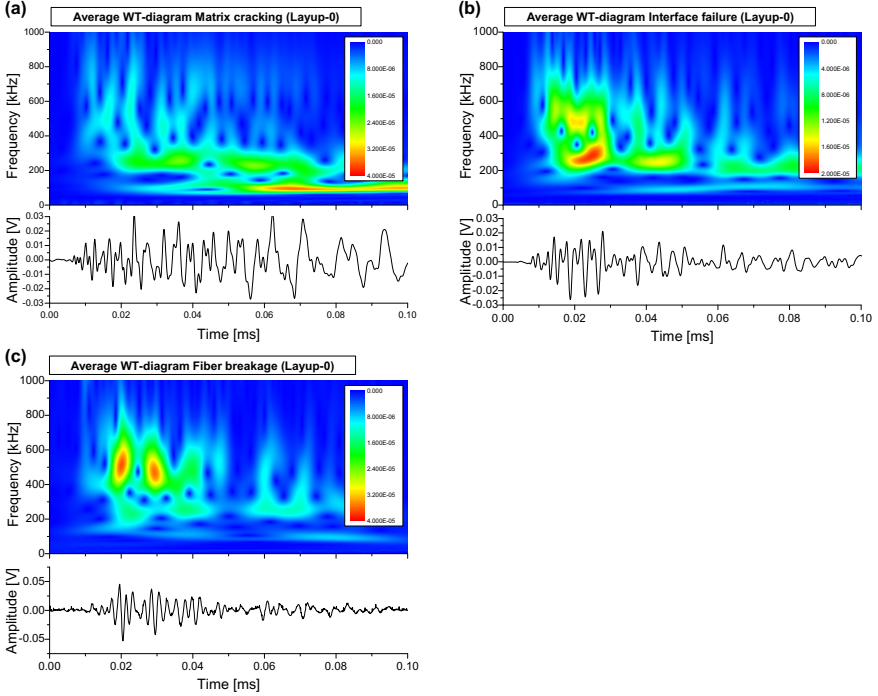 (a)
Average WT-diagram Matrix cracking (Layup-0)
1000
800
600
400
200
0
Frequency [kHz]
0.000
8.000E-06
1.600E-05
2.400E-05
3.200E-05
4.000E-05
0.03
0.02
0.01
0.00
-0.01
-0.02
-0.03
Amplitude [V]
0.00 0.02 0.04 0.06 0.08 0.10
Time [ms]
(b)
Average WT-diagram Interface failure (Layup-0)
1000
800
600
400
200
0
Frequency [kHz]
0.000
4.000E-06
8.000E-06
1.200E-05
1.600E-05
2.000E-05
0.03
0.02
0.01
0.00
-0.01
-0.02
-0.03
Amplitude [V]
0.00 0.02 0.04 0.06 0.08 0.10
Time [ms]
(c)
Average WT-diagram Fiber breakage (Layup-0)
1000
800
600
400
200
0
Frequency [kHz]
0.000
8.000E-06
1.600E-05
2.400E-05
3.200E-05
4.000E-05
0.05
0.00
-0.05
Amplitude [V]
0.00 0.02 0.04 0.06 0.08 0.10
Time [ms]